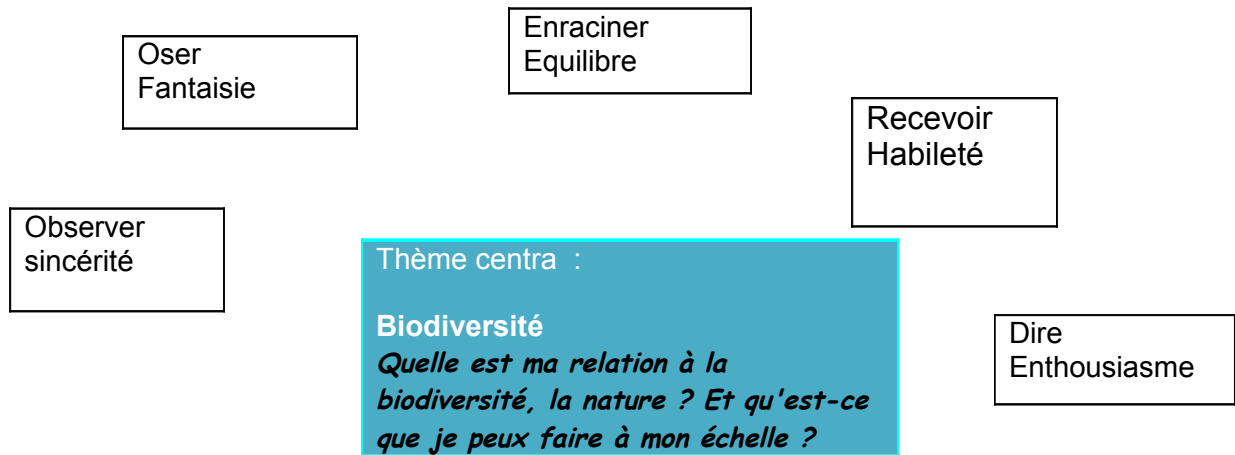 Enraciner
Equilibre
Oser
Fantaisie
Recevoir
Habileté
Observer
sincérité
Thème centra  :
Biodiversité
Quelle est ma relation à la
biodiversité, la nature ? Et qu'est-ce
que je peux faire à mon échelle ?
Dire
Enthousiasme